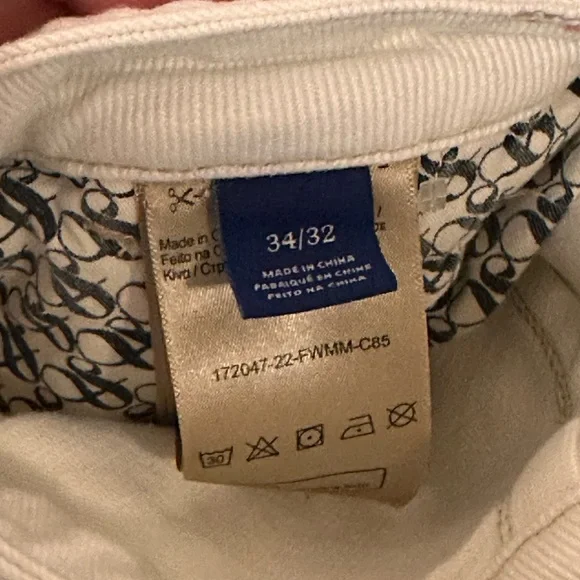 34/32
MADE IN CHINA
FABRIQUÉ EN CHINE
FEITO NA CHINA
Made in
Feito na
172047-22-FWMM-C85
30